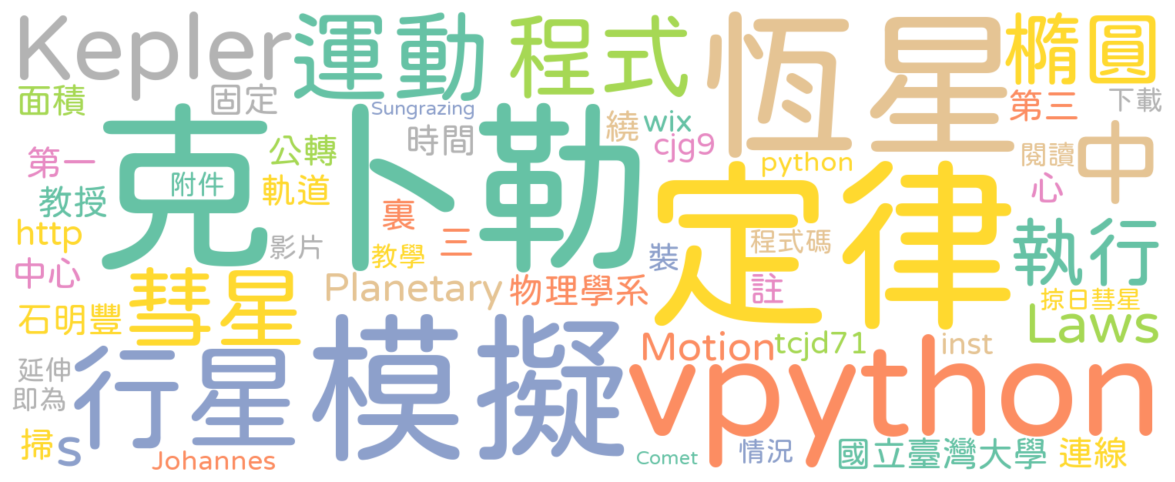 Kepler
運動
程式
恆星
橢圓
面積
固定
Sungrazing
第三
下載
時間
繞
wix
cjg9
第一
公轉
python
閱讀
中
克卜勒
附件
教授
軌道
裏
定律
心
http
影片
教學
三
裝
程式碼
執行
中心
彗星
Planetary
物理學系
註
掠日彗星
石明豐
模擬
Laws
Motion
tcjd71
inst
延伸
即為
行星
vpython
掃
s
Johannes
Comet
情況
國立臺灣大學
連線